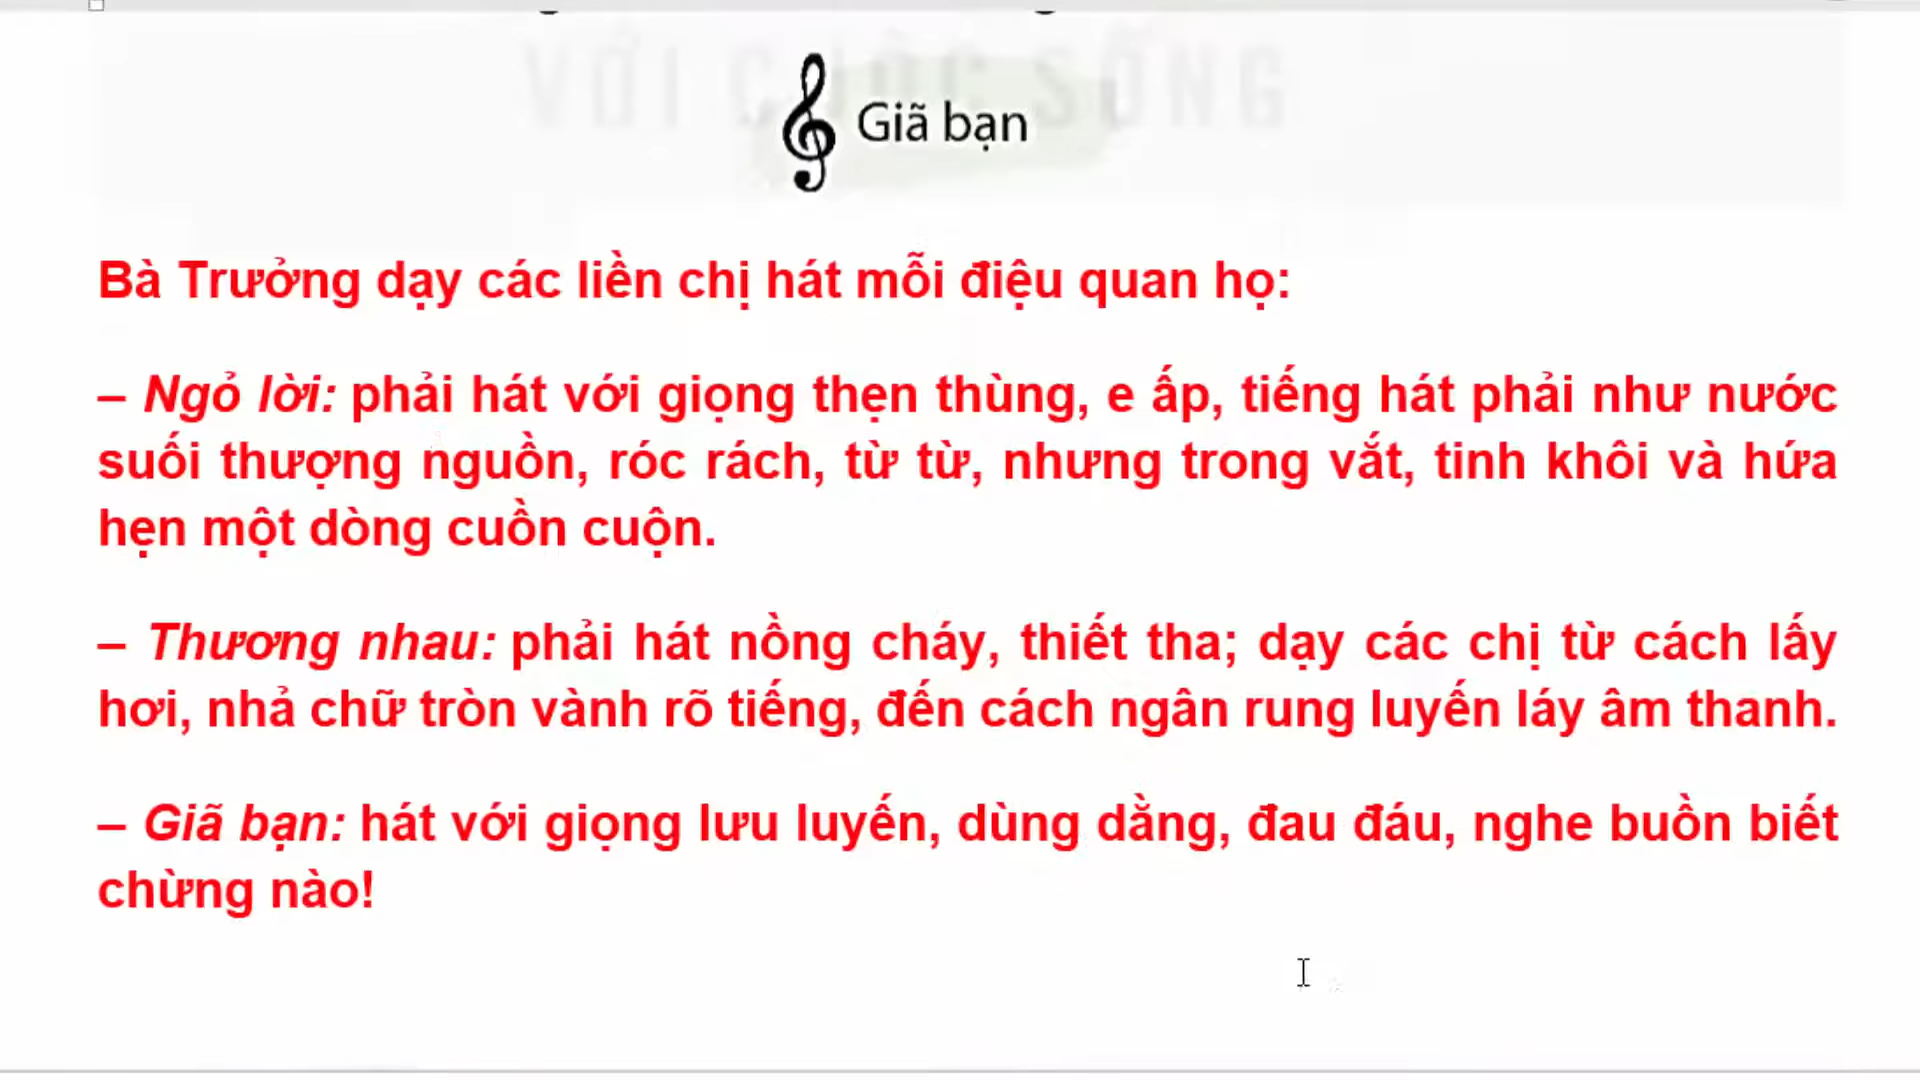 VỚI CUỘC SỐNG
Giã bạn
Bà Trưởng dạy các liền chị hát mỗi điệu quan họ:
– Ngỏ lời: phải hát với giọng thẹn thùng, e ấp, tiếng hát phải như nước
suối thượng nguồn, róc rách, từ từ, nhưng trong vắt, tinh khôi và hứa
hẹn một dòng cuồn cuộn.
– Thương nhau: phải hát nồng cháy, thiết tha; dạy các chị từ cách lấy
hơi, nhả chữ tròn vành rõ tiếng, đến cách ngân rung luyến láy âm thanh.
– Giã bạn: hát với giọng lưu luyến, dùng dằng, đau đáu, nghe buồn biết
chừng nào!